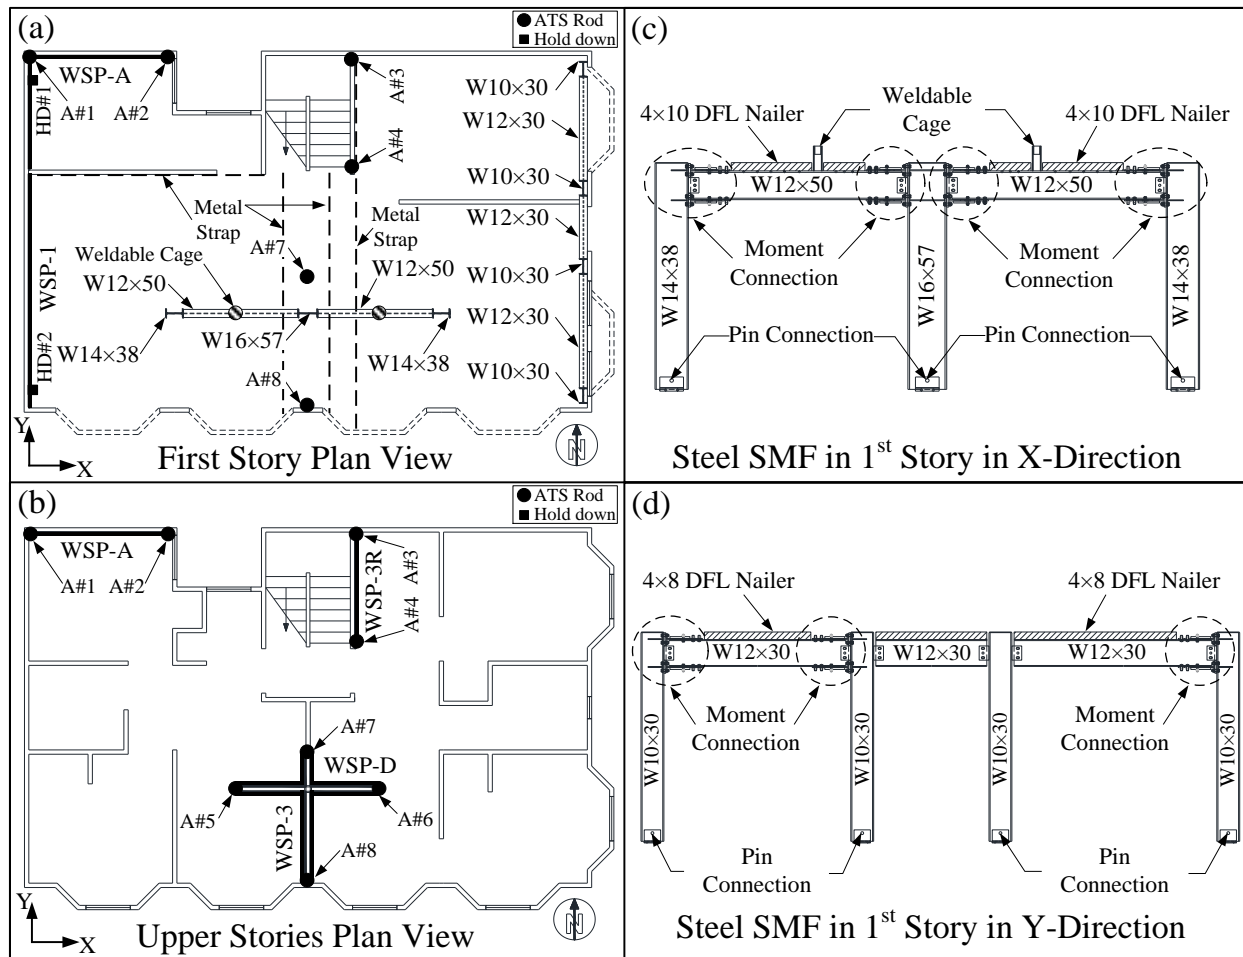 (a)
ATS Rod
Hold down
WSP-A
HD#1
A#1
A#2
A#3
A#4
W10×30
W12×30
W10×30
Metal
Strap
Metal
Strap
W12×30
A#7
Weldable Cage
W12×50
W12×50
W10×30
WSP-1
W12×30
W14×38
W16×57
W14×38
HD#2
A#8
W10×30
Y
X
First Story Plan View
N
(b)
ATS Rod
Hold down
WSP-A
A#1
A#2
WSP-3R
A#3
A#4
A#7
WSP-D
A#5
A#6
WSP-3
A#8
Y
X
Upper Stories Plan View
N
(c)
Weldable
Cage
4×10 DFL Nailer
4×10 DFL Nailer
W12×50
W12×50
Moment
Connection
Moment
Connection
W14×38
W16×57
W14×38
Pin Connection
Pin Connection
Steel SMF in 1st Story in X-Direction
(d)
4×8 DFL Nailer
4×8 DFL Nailer
W12×30
W12×30
W12×30
Moment
Connection
Moment
Connection
W10×30
W10×30
W10×30
W10×30
Pin
Connection
Pin
Connection
Steel SMF in 1st Story in Y-Direction